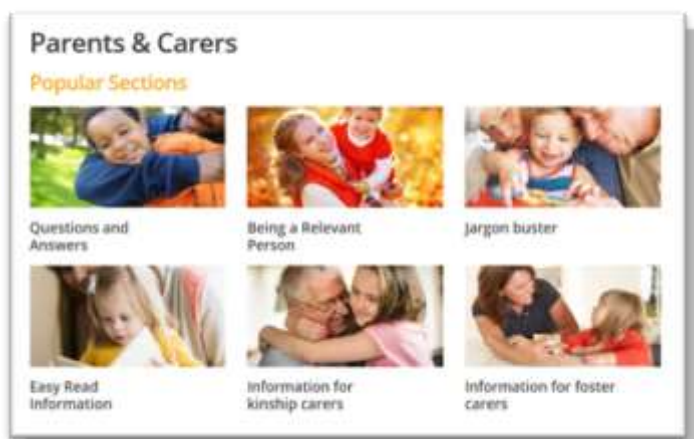 Parents & Carers
Popular Sections
Questions and
Answers
Being a Relevant
Person
Jargon buster
Easy Read
Information
Information for
kinship carers
Information for foster
carers